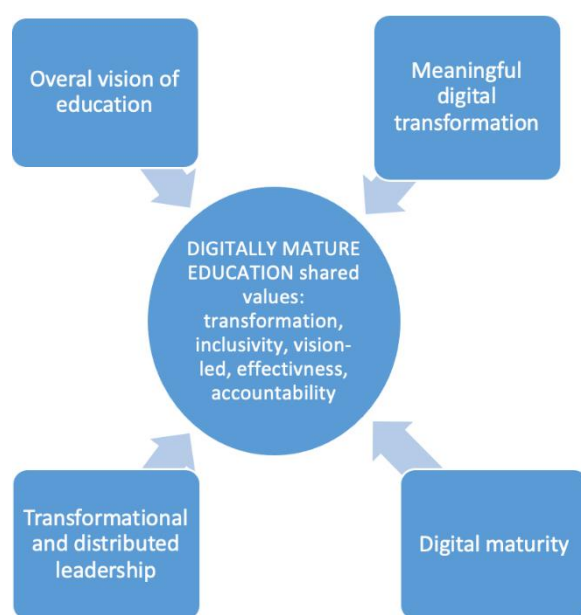 Overal vision of
education
Meaningful
digital
transformation
DIGITALLY MATURE
EDUCATION shared
values:
transformation,
inclusivity, vision-
led, effectivness,
accountability
Transformational
and distributed
leadership
Digital maturity